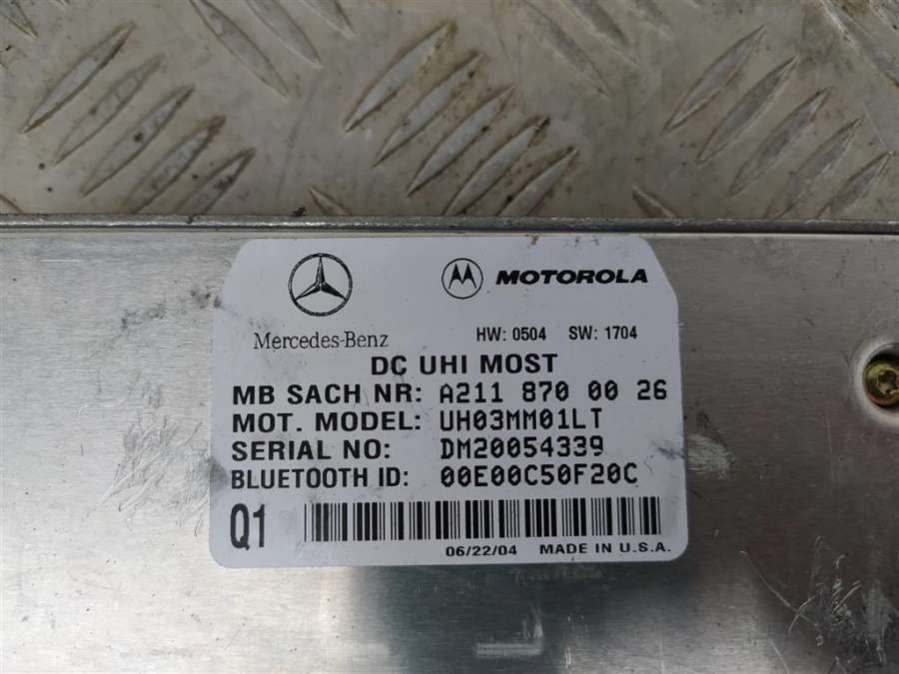 MOTOROLA
Mercedes-Benz HW: 0504 SW: 1704
DC UHI MOST
MB SACH NR: A211 870 00 26
MOT. MODEL: UH03MM01LT
SERIAL NO: DM20054339
BLUETOOTH ID: 00E00C50F20C
Q1
06/22/04 MADE IN U.S.A.